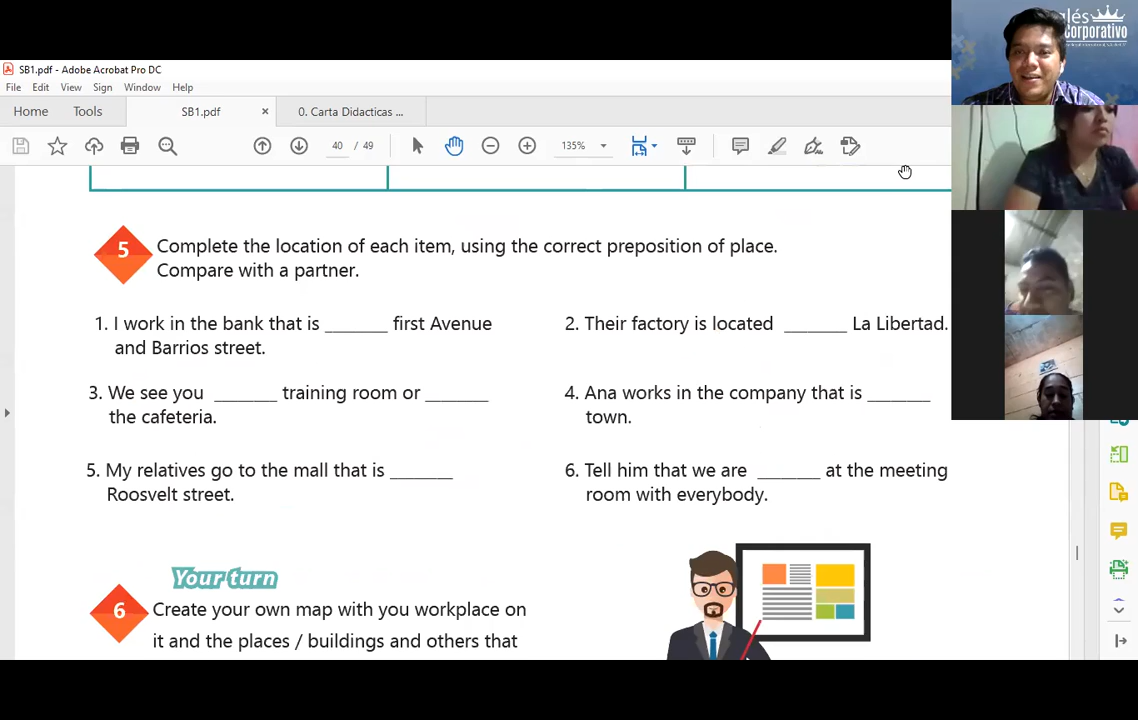 SB1.pdf - Adobe Acrobat Pro DC
File Edit View Sign Window Help
Home Tools SB1.pdf × 0. Carta Didacticas ...
40 / 49 135%
5 Complete the location of each item, using the correct preposition of place.
Compare with a partner.
1. I work in the bank that is _______ first Avenue
and Barrios street.
2. Their factory is located _______ La Libertad.
3. We see you _______ training room or _______
the cafeteria.
4. Ana works in the company that is _______
town.
5. My relatives go to the mall that is _______
Roosvelt street.
6. Tell him that we are _______ at the meeting
room with everybody.
Your turn
6 Create your own map with you workplace on
it and the places / buildings and others that
glés
Corporativo